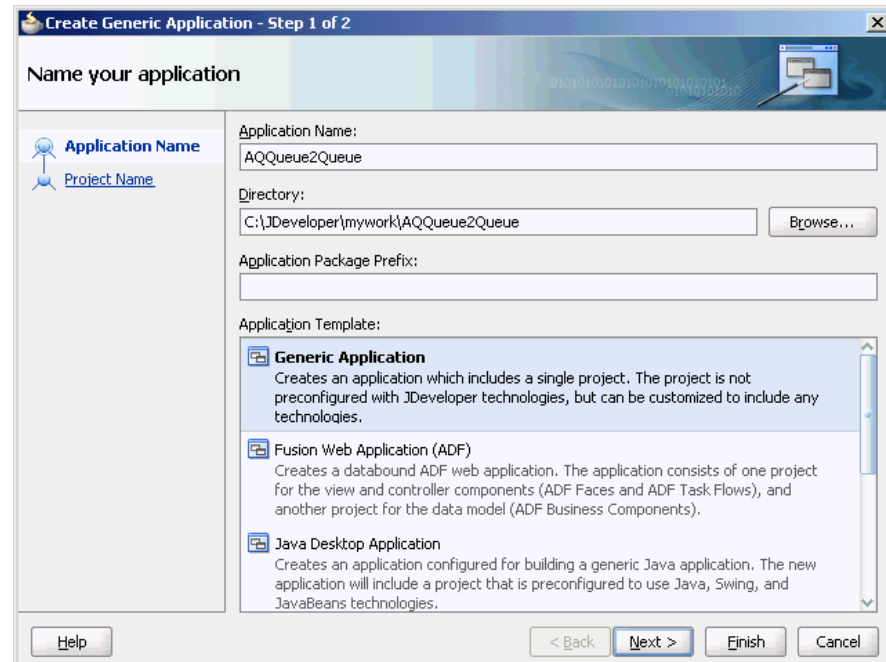 Create Generic Application - Step 1 of 2
Name your application
Application Name
Project Name
Application Name:
AQQueue2Queue
Directory:
C:\JDeveloper\mywork\AQQueue2Queue
Browse...
Application Package Prefix:
Application Template:
Generic Application
Creates an application which includes a single project. The project is not
preconfigured with JDeveloper technologies, but can be customized to include any
technologies.
Fusion Web Application (ADF)
Creates a databound ADF web application. The application consists of one project
for the view and controller components (ADF Faces and ADF Task Flows), and
another project for the data model (ADF Business Components).
Java Desktop Application
Creates an application configured for building a generic Java application. The new
application will include a project that is preconfigured to use Java, Swing, and
JavaBeans technologies.
Help
< Back
Next >
Finish
Cancel